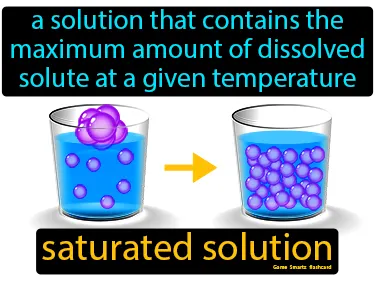 a solution that contains the
maximum amount of dissolved
solute at a given temperature
saturated solution
Game Smartz flashcard